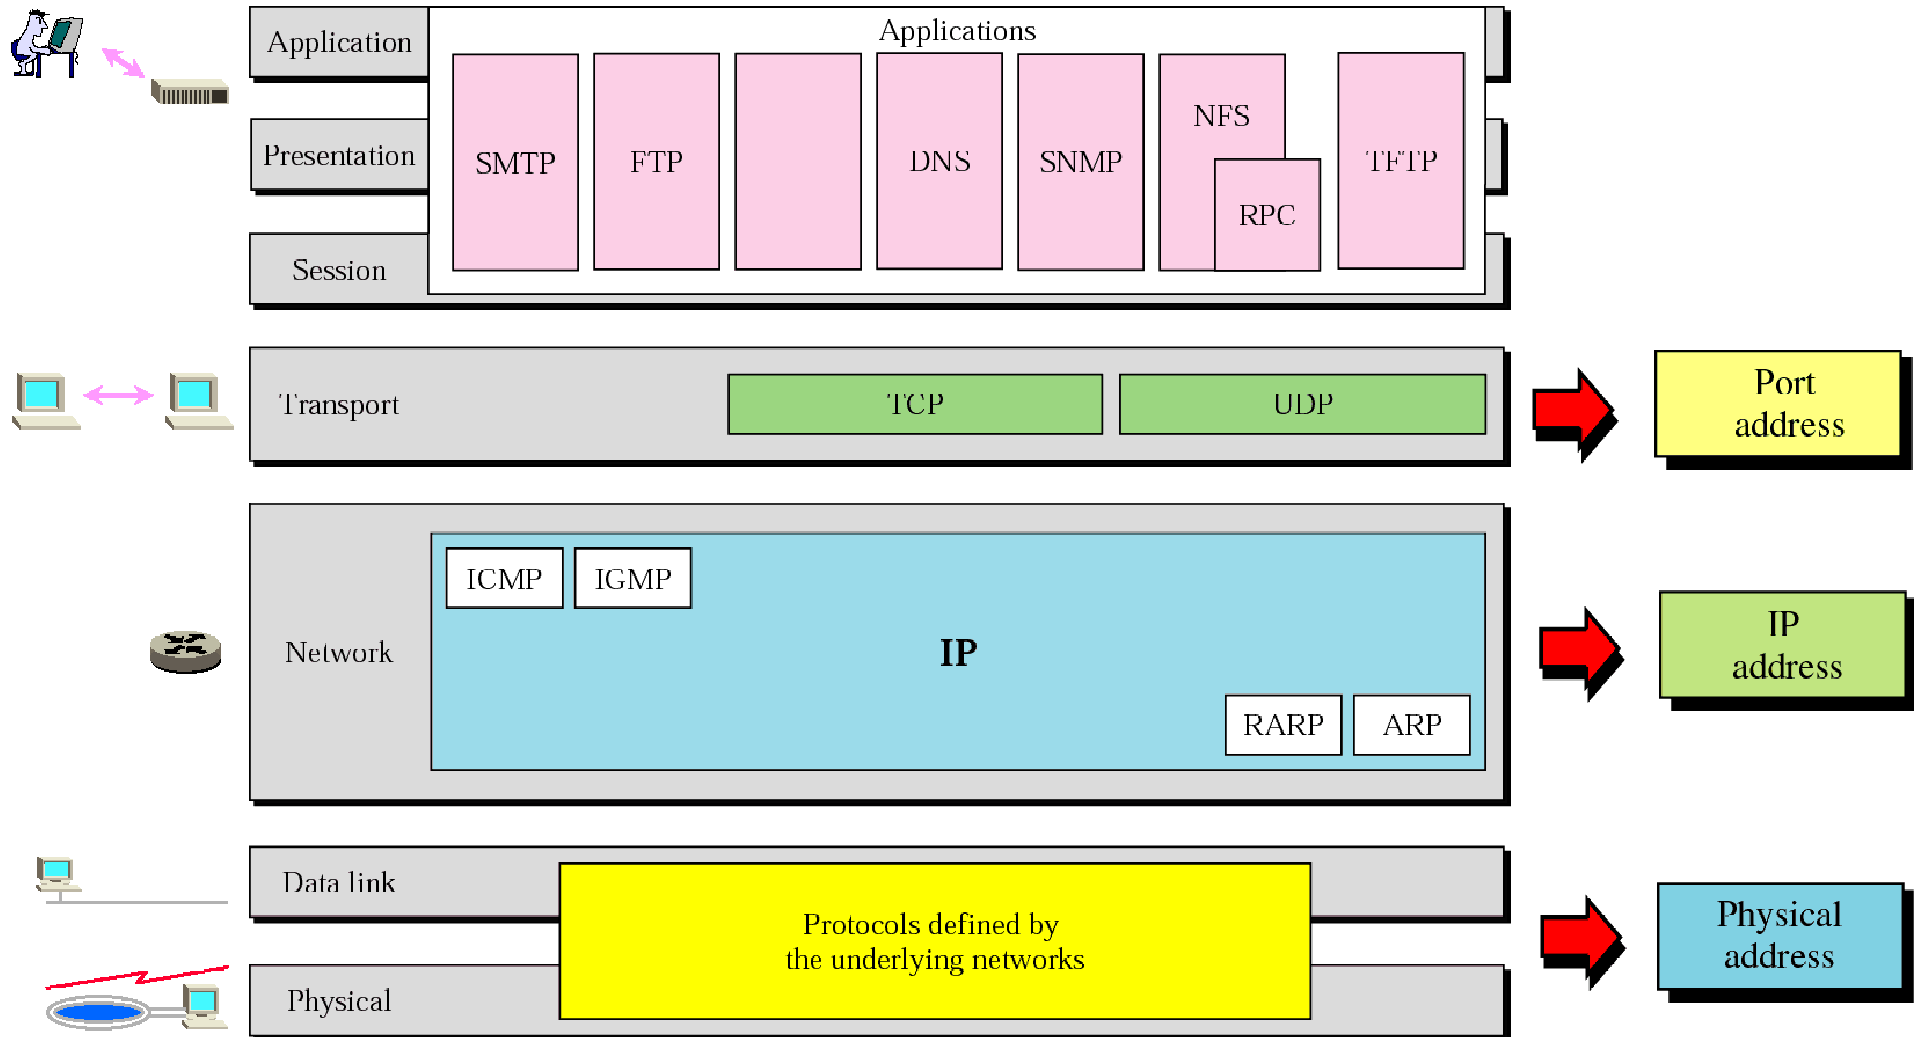 Applications
Application
Presentation
Session
SMTP
FTP
DNS
SNMP
NFS
RPC
TFTP
Transport
TCP
UDP
Port
address
ICMP
IGMP
Network
IP
RARP
ARP
IP
address
Data link
Protocols defined by
the underlying networks
Physical
Physical
address